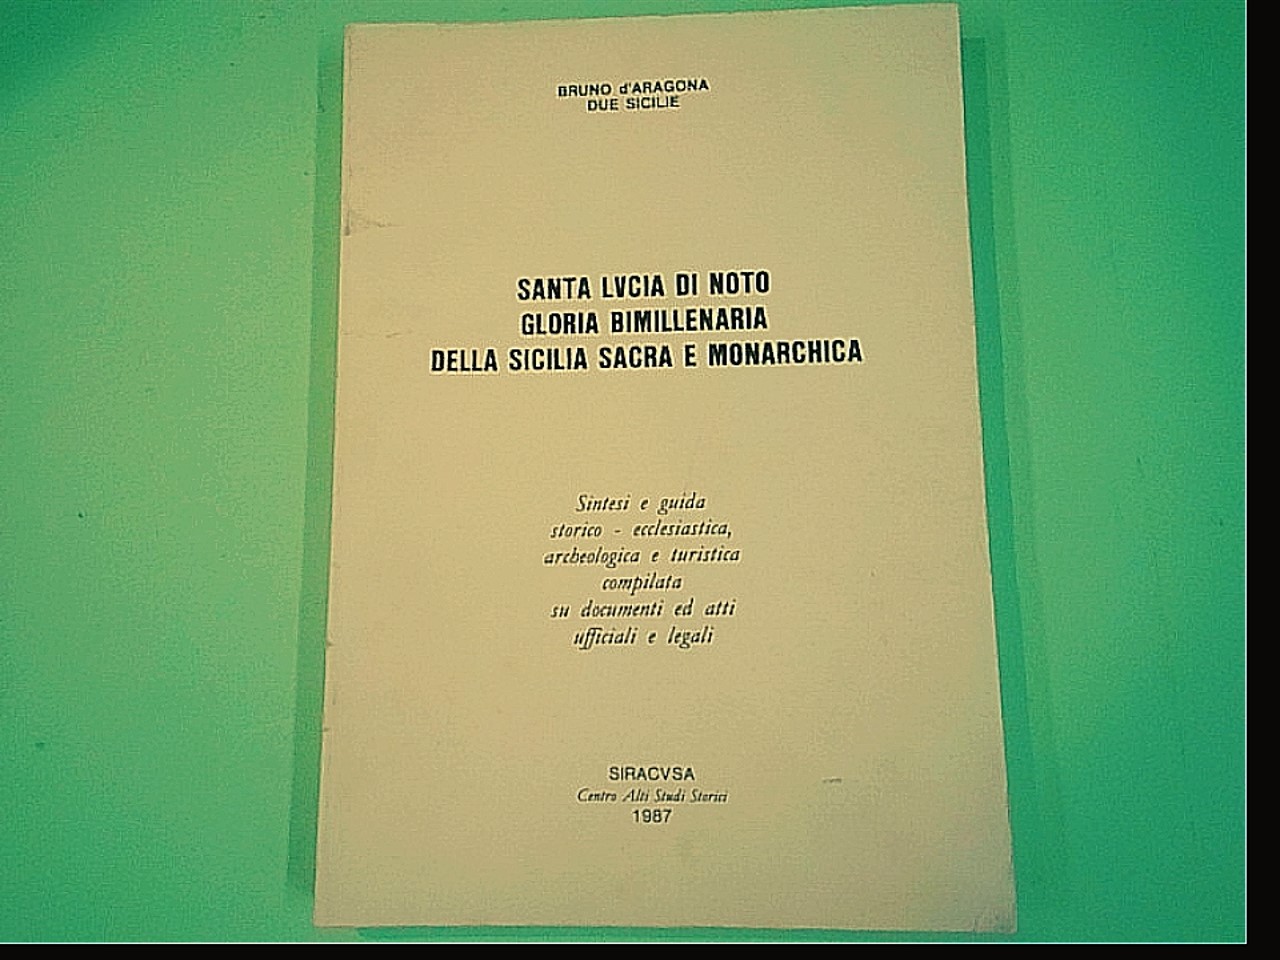 BRUNO d'ARAGONA
DUE SICILIE
SANTA LVCIA DI NOTO
GLORIA BIMILLENARIA
DELLA SICILIA SACRA E MONARCHICA
Sintesi e guida
storico - ecclesiastica,
archeologica e turistica
compilata
su documenti ed atti
ufficiali e legali
SIRACVSA
Centro Alti Studi Storici
1987